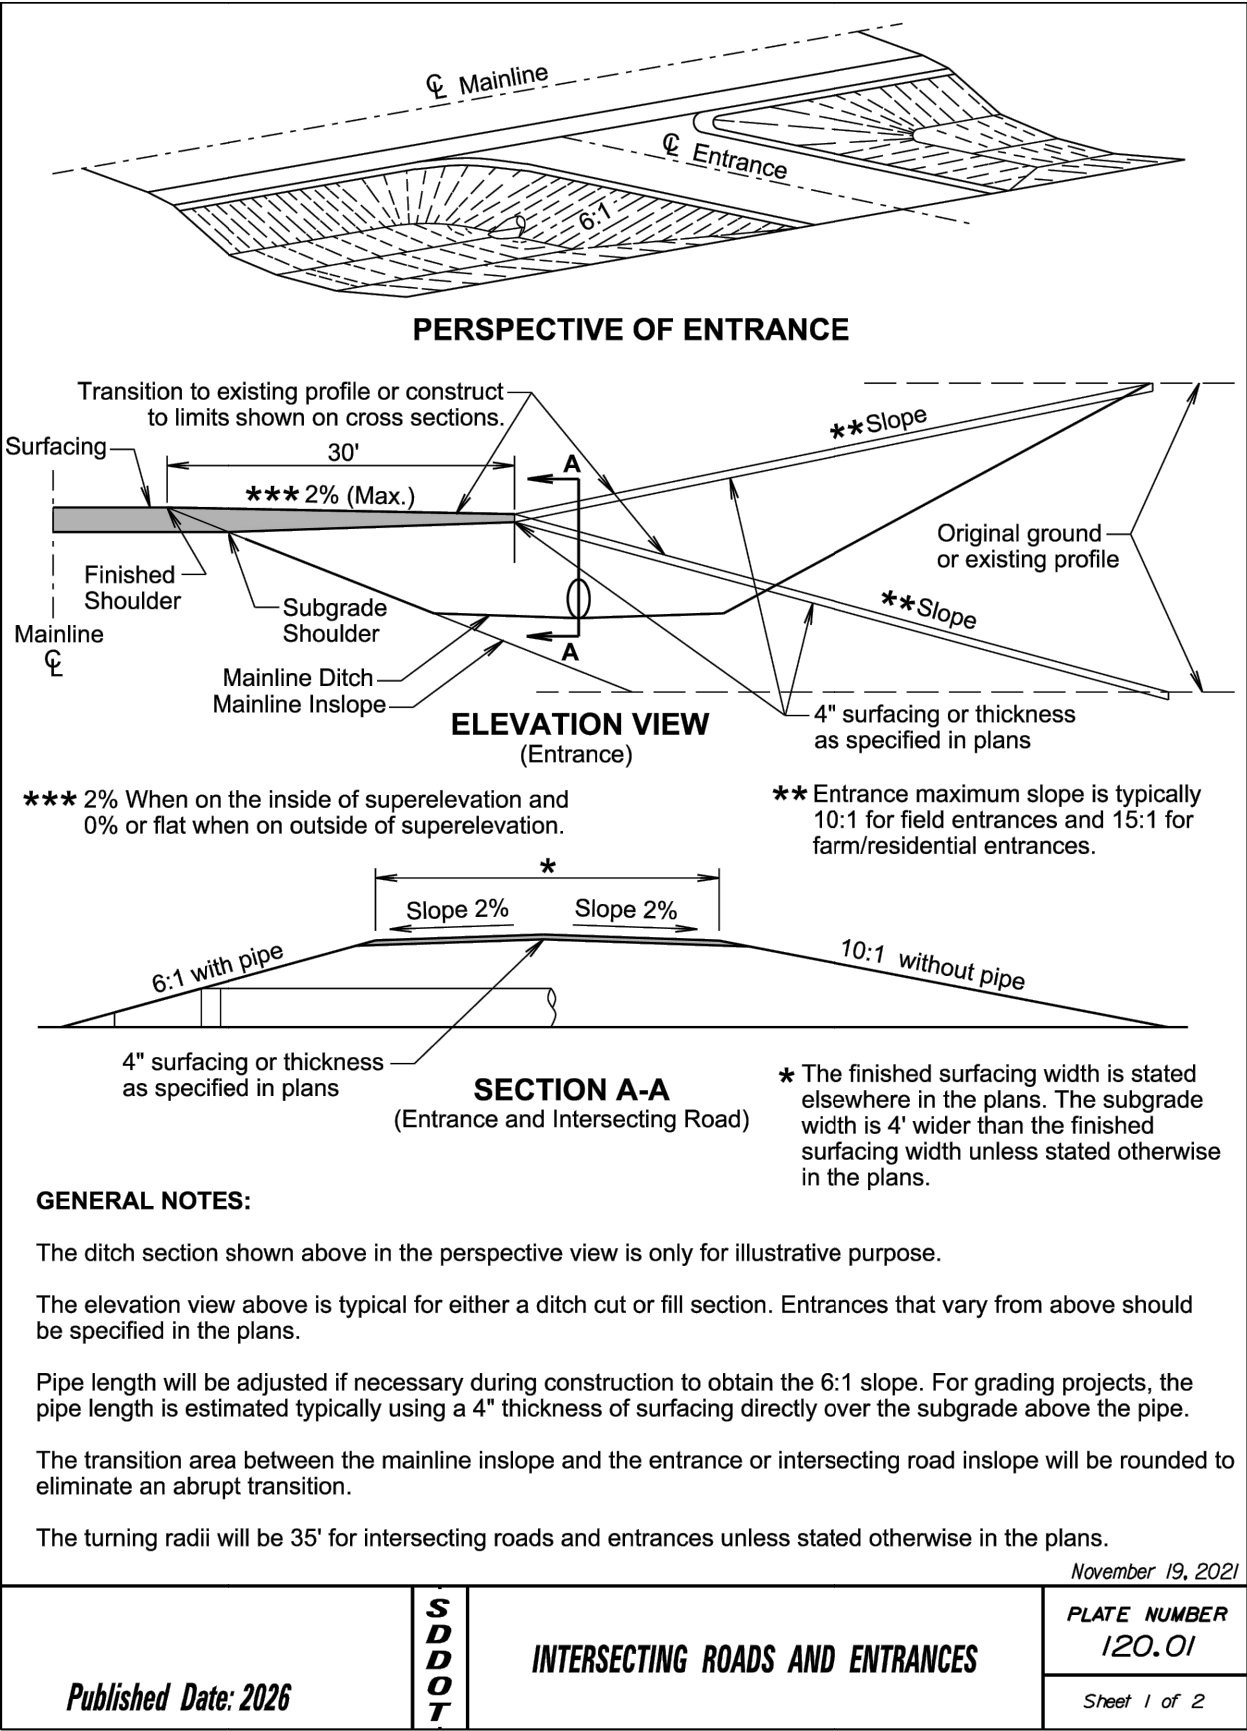 ℄ Mainline
℄ Entrance
6:1
PERSPECTIVE OF ENTRANCE
Transition to existing profile or construct
to limits shown on cross sections.
Surfacing
30'
*** 2% (Max.)
A
** Slope
Original ground
or existing profile
Finished
Shoulder
Subgrade
Shoulder
** Slope
Mainline
℄
A
Mainline Ditch
Mainline Inslope
ELEVATION VIEW
(Entrance)
4" surfacing or thickness
as specified in plans
*** 2% When on the inside of superelevation and
0% or flat when on outside of superelevation.
** Entrance maximum slope is typically
10:1 for field entrances and 15:1 for
farm/residential entrances.
*
Slope 2%
Slope 2%
6:1 with pipe
10:1 without pipe
4" surfacing or thickness
as specified in plans
SECTION A-A
(Entrance and Intersecting Road)
* The finished surfacing width is stated
elsewhere in the plans. The subgrade
width is 4' wider than the finished
surfacing width unless stated otherwise
in the plans.
GENERAL NOTES:
The ditch section shown above in the perspective view is only for illustrative purpose.
The elevation view above is typical for either a ditch cut or fill section. Entrances that vary from above should
be specified in the plans.
Pipe length will be adjusted if necessary during construction to obtain the 6:1 slope. For grading projects, the
pipe length is estimated typically using a 4" thickness of surfacing directly over the subgrade above the pipe.
The transition area between the mainline inslope and the entrance or intersecting road inslope will be rounded to
eliminate an abrupt transition.
The turning radii will be 35' for intersecting roads and entrances unless stated otherwise in the plans.
November 19, 2021
Published Date: 2026
SDDOT
INTERSECTING ROADS AND ENTRANCES
PLATE NUMBER
120.01
Sheet 1 of 2